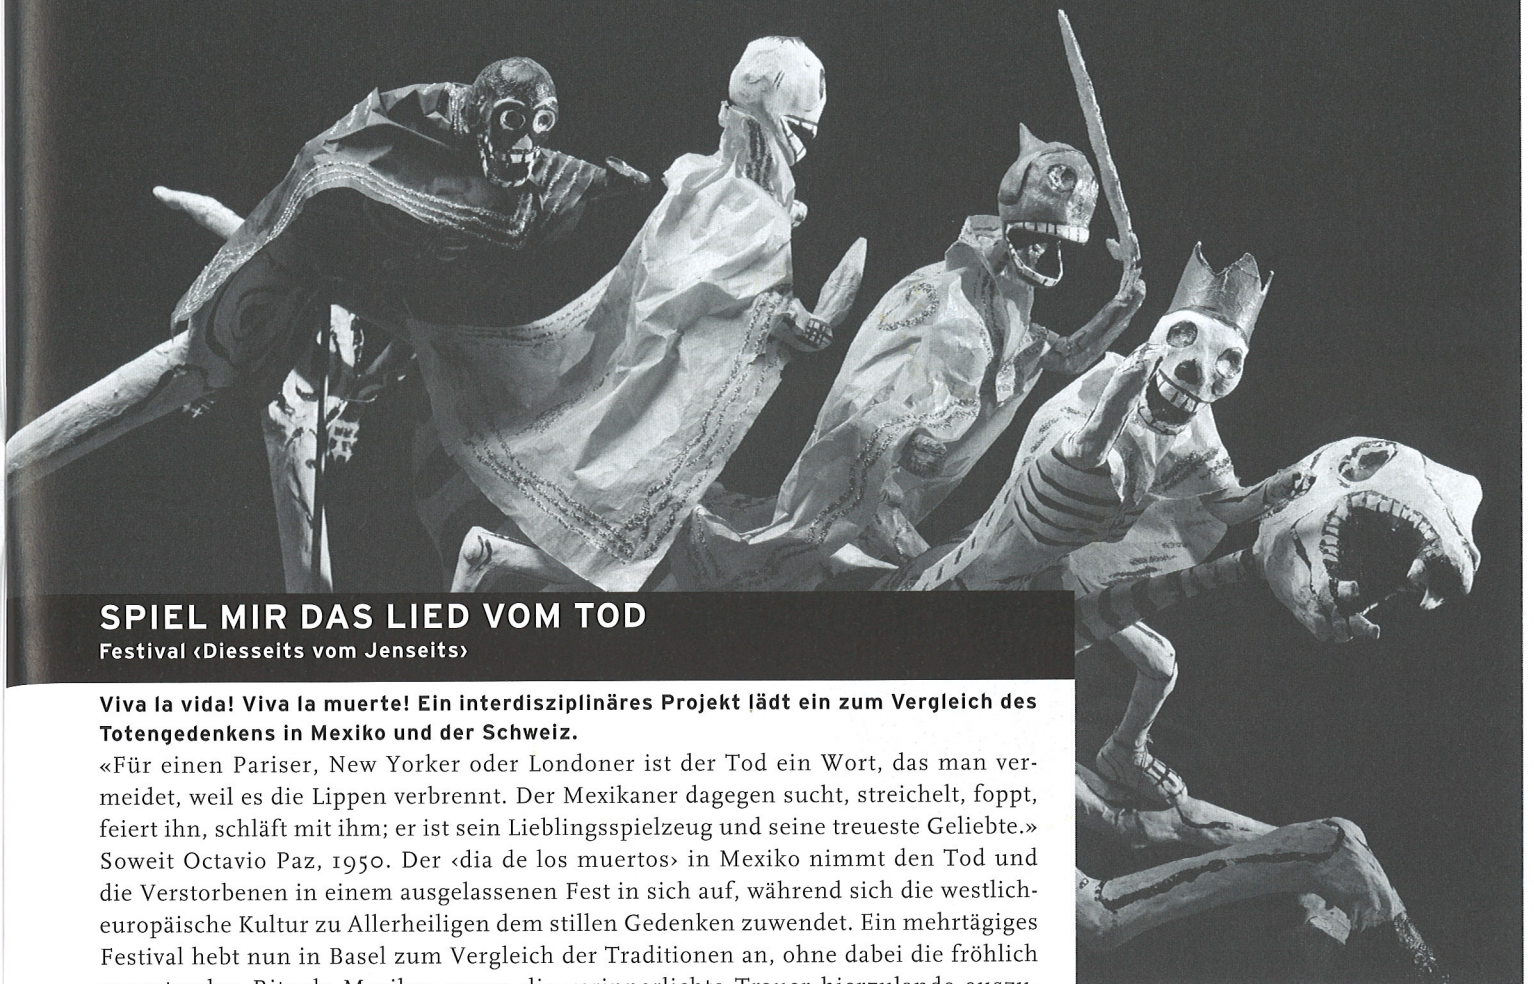 SPIEL MIR DAS LIED VOM TOD
Festival ‹Diesseits vom Jenseits›
Viva la vida! Viva la muerte! Ein interdisziplinäres Projekt lädt ein zum Vergleich des
Totengedenkens in Mexiko und der Schweiz.
«Für einen Pariser, New Yorker oder Londoner ist der Tod ein Wort, das man ver-
meidet, weil es die Lippen verbrennt. Der Mexikaner dagegen sucht, streichelt, foppt,
feiert ihn, schläft mit ihm; er ist sein Lieblingsspielzeug und seine treueste Geliebte.»
Soweit Octavio Paz, 1950. Der ‹dia de los muertos› in Mexiko nimmt den Tod und
die Verstorbenen in einem ausgelassenen Fest in sich auf, während sich die westlich-
europäische Kultur zu Allerheiligen dem stillen Gedenken zuwendet. Ein mehrtägiges
Festival hebt nun in Basel zum Vergleich der Traditionen an, ohne dabei die fröhlich